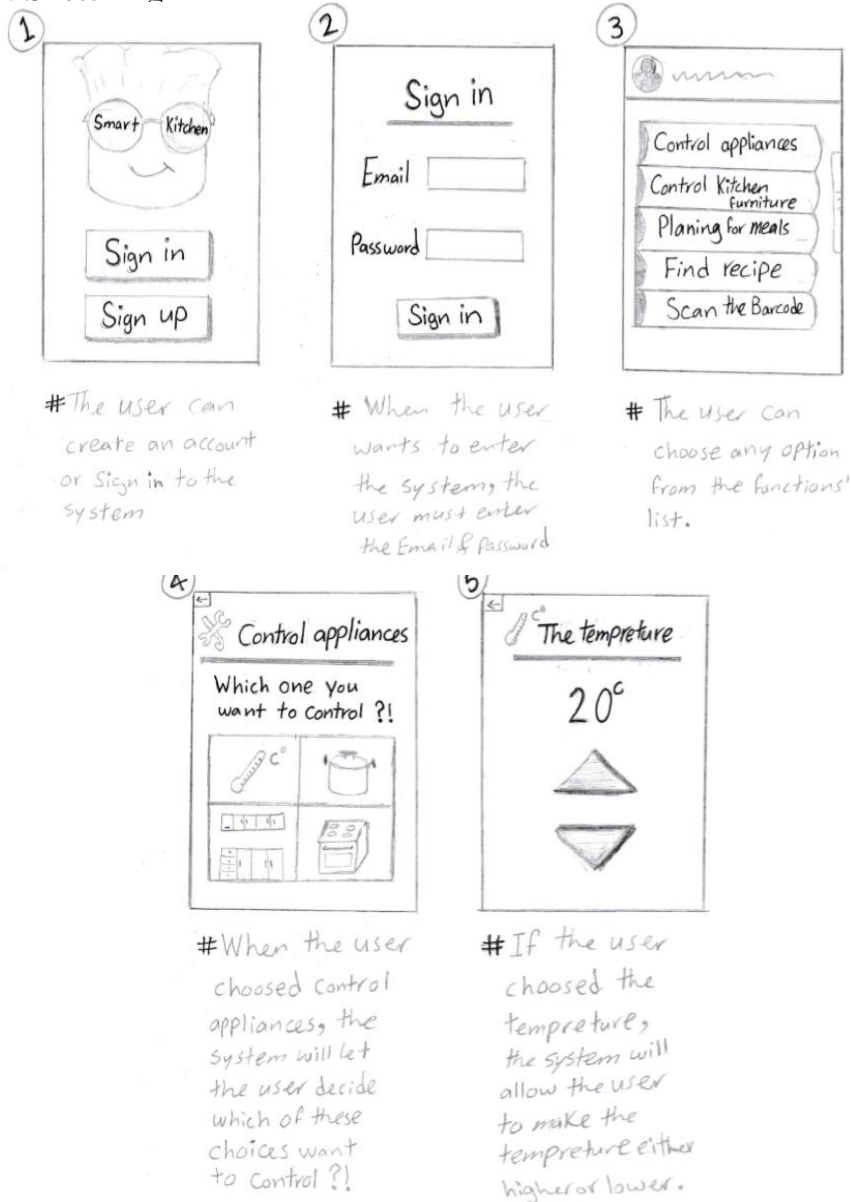 1
Smart Kitchen
Sign in
Sign up
#The user can
create an account
or Sign in to the
system
2
Sign in
Email
Password
Sign in
# When the user
wants to enter
the system, the
user must enter
the Email & Password
3
Control appliances
Control Kitchen
furniture
Planing for meals
Find recipe
Scan the Barcode
# The user can
choose any option
from the functions'
list.
4
Control appliances
Which one you
want to control ?!
C°
#When the user
choosed control
appliances, the
system will let
the user decide
which of these
choices want
to control ?!
5
C°
The tempreture
20°C
#If the user
choosed the
tempreture,
the system will
allow the user
to make the
tempreture either
higher or lower.